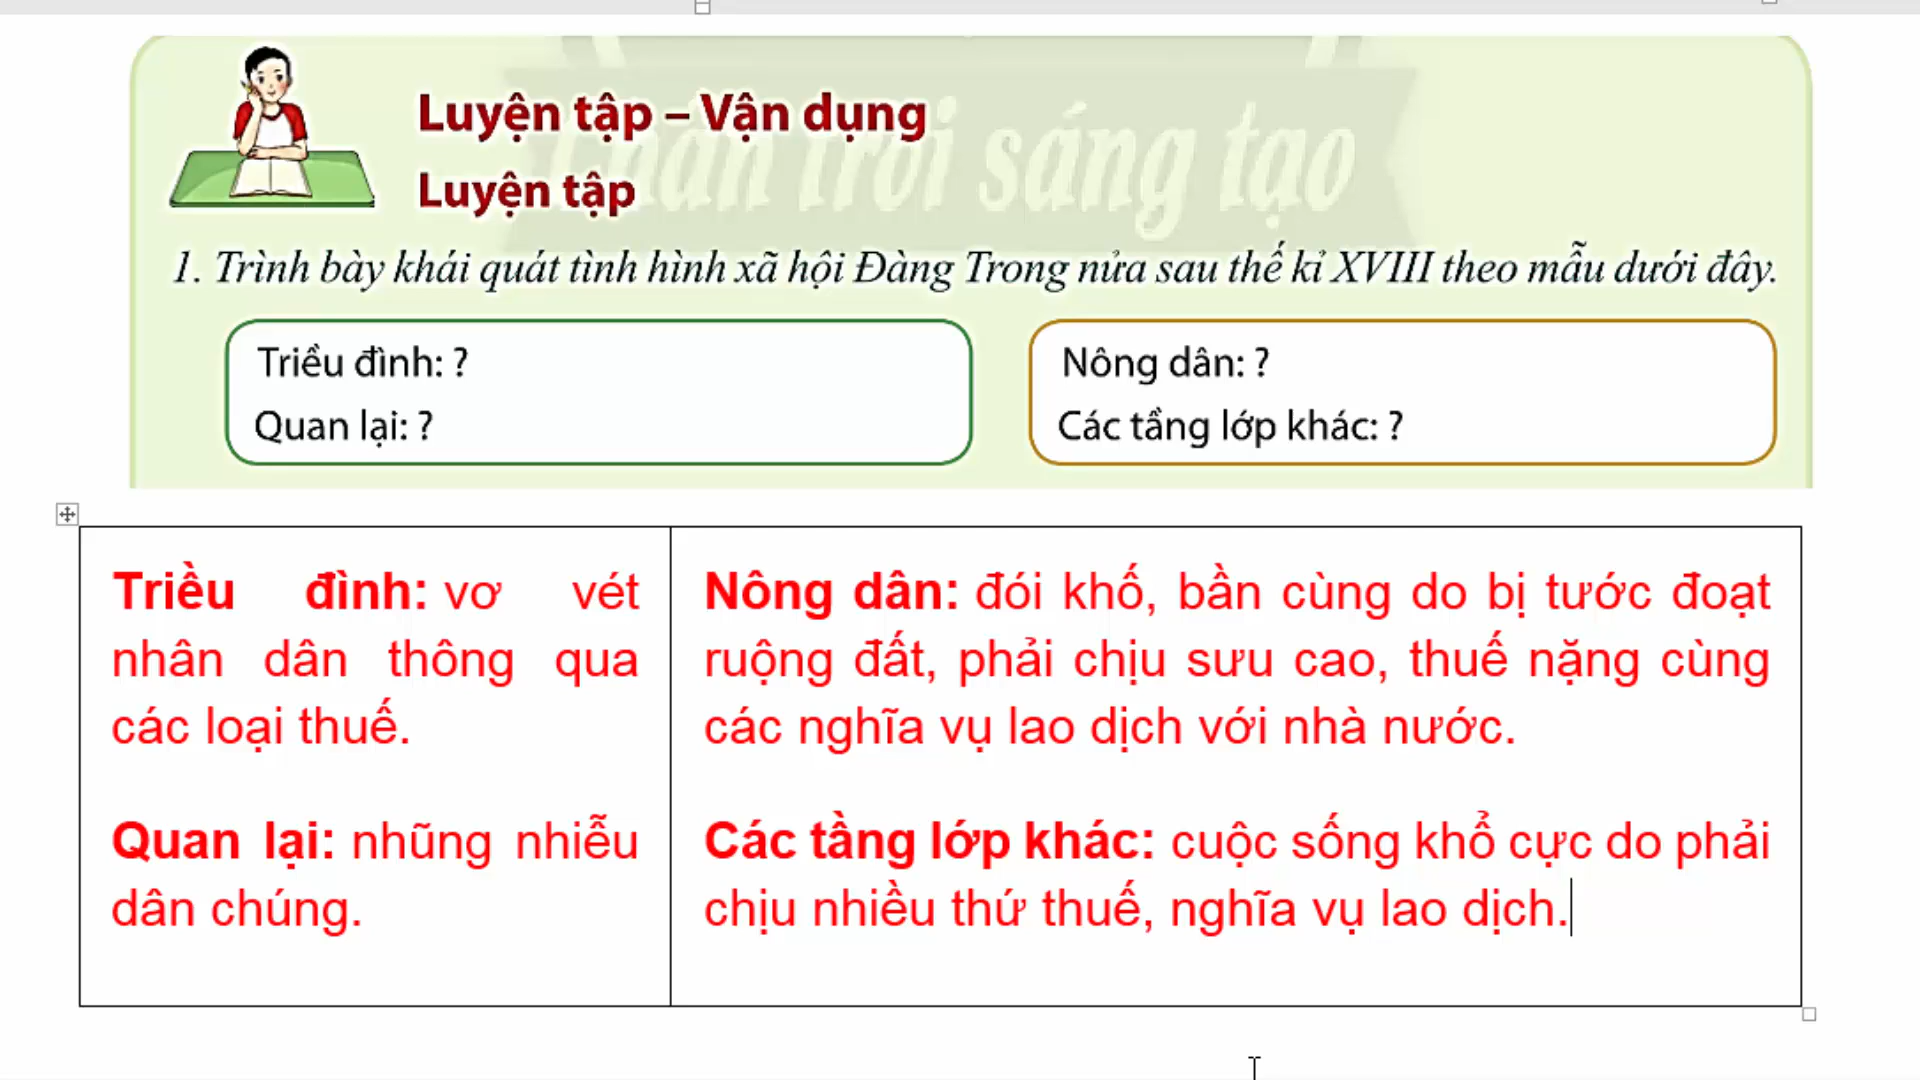 Luyện tập – Vận dụng
Luyện tập
trời sáng tạo
1. Trình bày khái quát tình hình xã hội Đàng Trong nửa sau thế kỉ XVIII theo mẫu dưới đây.
Triều đình: ?
Quan lại: ?
Nông dân: ?
Các tầng lớp khác: ?
Triều đình: vơ vét
nhân dân thông qua
các loại thuế.
Quan lại: nhũng nhiễu
dân chúng.
Nông dân: đói khố, bần cùng do bị tước đoạt
ruộng đất, phải chịu sưu cao, thuế nặng cùng
các nghĩa vụ lao dịch với nhà nước.
Các tầng lớp khác: cuộc sống khổ cực do phải
chịu nhiều thứ thuế, nghĩa vụ lao dịch.